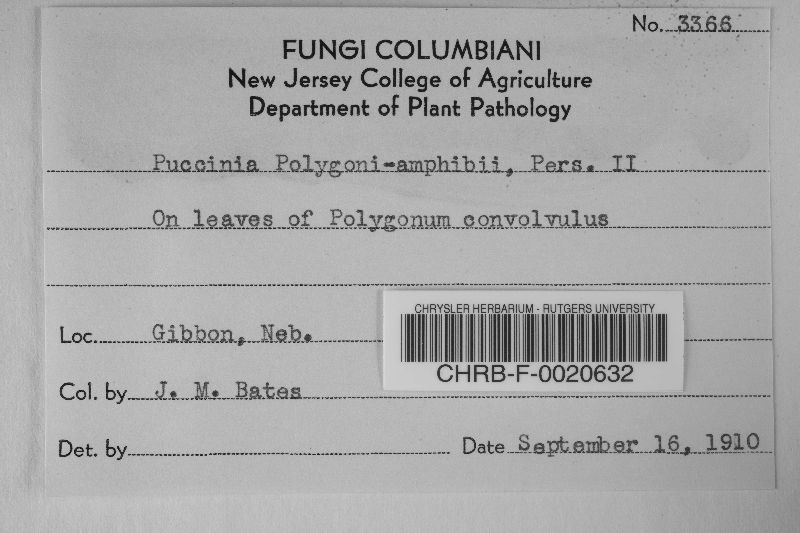 No. 3366
FUNGI COLUMBIANI
New Jersey College of Agriculture
Department of Plant Pathology
Puccinia Polygoni-amphibii, Pers. II
On leaves of Polygonum convolvulus
Loc. Gibbon, Neb.
CHRYSLER HERBARIUM - RUTGERS UNIVERSITY
CHRB-F-0020632
Col. by J. M. Bates
Det. by
Date September 16, 1910